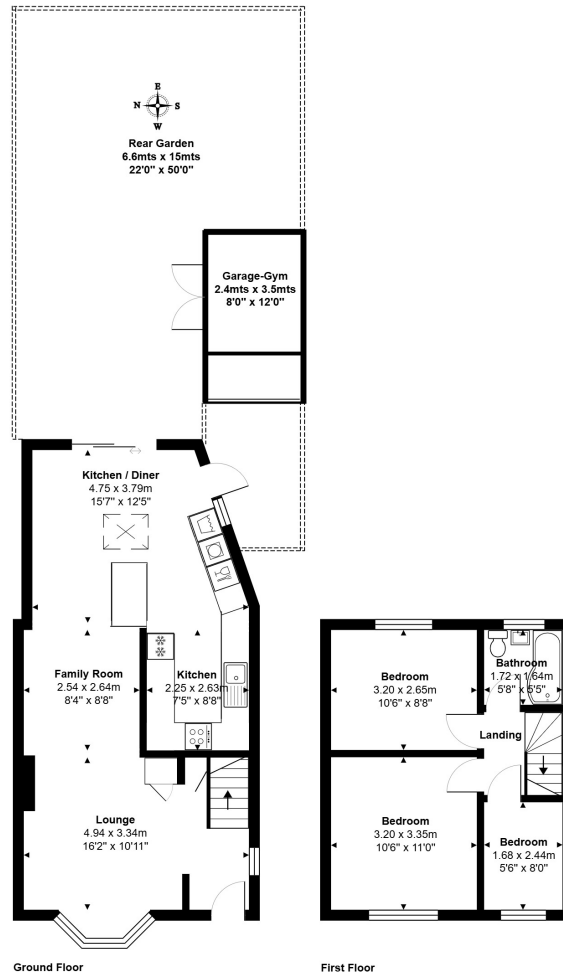 E
N S
W
Rear Garden
6.6mts x 15mts
22'0" x 50'0"
Garage-Gym
2.4mts x 3.5mts
8'0" x 12'0"
Kitchen / Diner
4.75 x 3.79m
15'7" x 12'5"
Family Room
2.54 x 2.64m
8'4" x 8'8"
Kitchen
2.25 x 2.63m
7'5" x 8'8"
Lounge
4.94 x 3.34m
16'2" x 10'11"
Ground Floor
Bedroom
3.20 x 2.65m
10'6" x 8'8"
Bathroom
1.72 x 1.64m
5'8" x 5'5"
Landing
Bedroom
3.20 x 3.35m
10'6" x 11'0"
Bedroom
1.68 x 2.44m
5'6" x 8'0"
First Floor